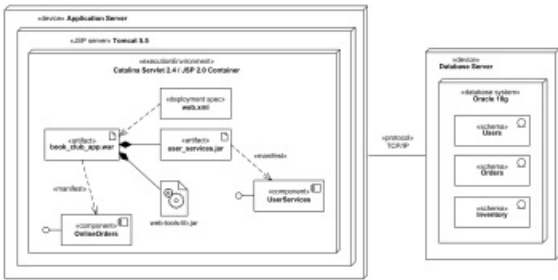 «device» Application Server
«JSP server» Tomcat 5.5
«executionEnvironment»
Catalina Servlet 2.4 / JSP 2.0 Container
«deployment spec»
web.xml
«artifact»
book_club_app.war
«artifact»
user_services.jar
«manifest»
«manifest»
web-tools-lib.jar
«component»
UserServices
«component»
OnlineOrders
«protocol»
TCP/IP
«device»
Database Server
«database system»
Oracle 10g
«schema»
Users
«schema»
Orders
«schema»
Inventory